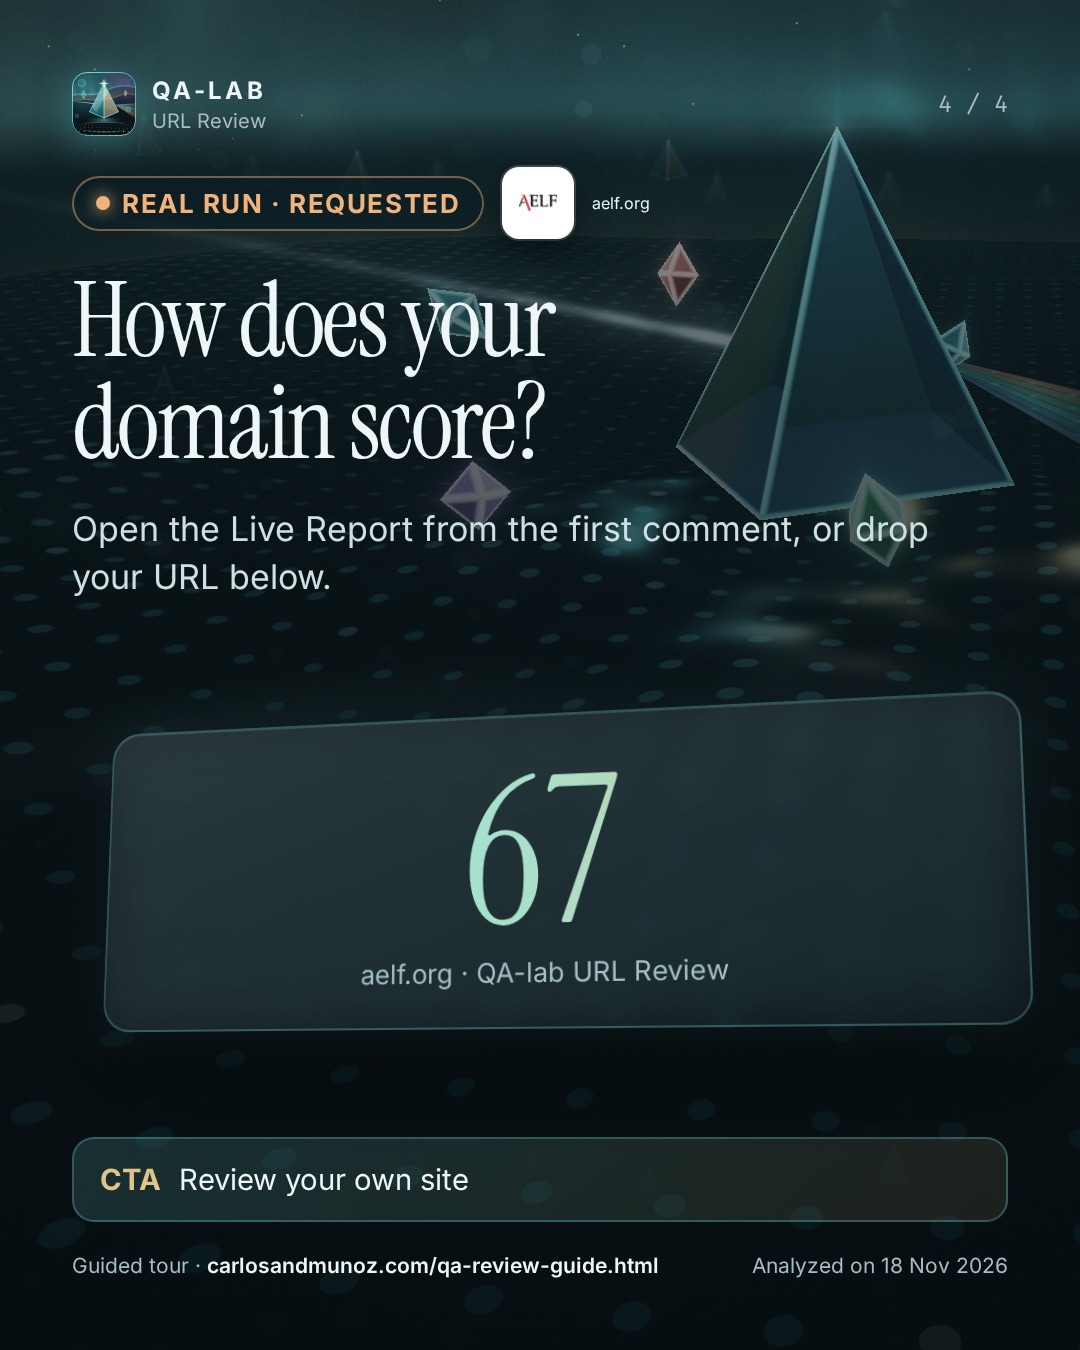 QA-LAB
URL Review
4 / 4
REAL RUN · REQUESTED
AELF
aelf.org
How does your
domain score?
Open the Live Report from the first comment, or drop
your URL below.
67
aelf.org · QA-lab URL Review
CTA Review your own site
Guided tour · carlosandmunoz.com/qa-review-guide.html
Analyzed on 18 Nov 2026